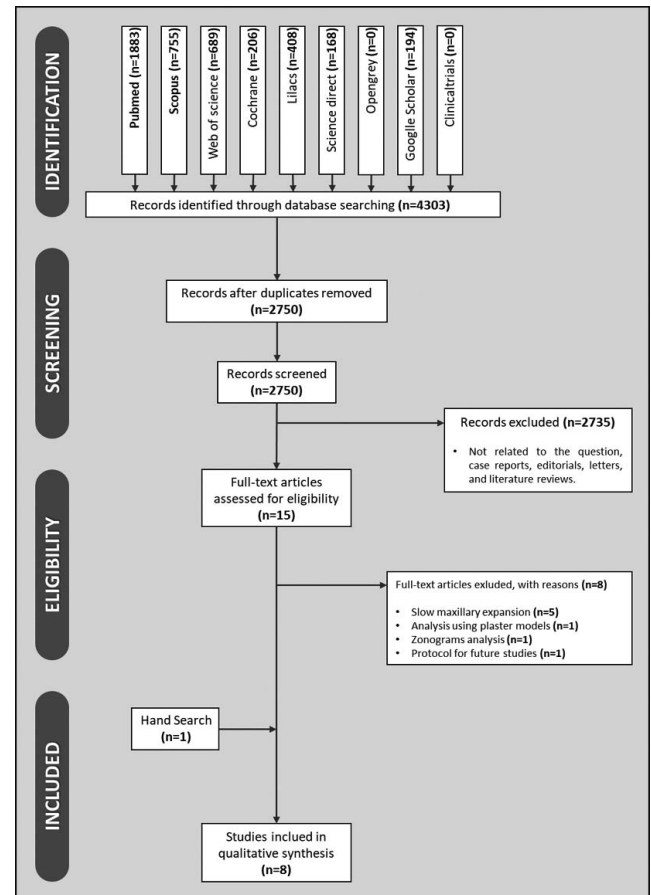 IDENTIFICATION
Pubmed (n=1883)
Scopus (n=755)
Web of science (n=689)
Cochrane (n=206)
Lilacs (n=408)
Science direct (n=168)
Opengrey (n=0)
Googlle Scholar (n=194)
Clinicaltrials (n=0)
Records identified through database searching (n=4303)
SCREENING
Records after duplicates removed
(n=2750)
Records screened
(n=2750)
Records excluded (n=2735)
• Not related to the question,
case reports, editorials, letters,
and literature reviews.
ELIGIBILITY
Full-text articles
assessed for eligibility
(n=15)
Full-text articles exluded, with reasons (n=8)
• Slow maxillary expansion (n=5)
• Analysis using plaster models (n=1)
• Zonograms analysis (n=1)
• Protocol for future studies (n=1)
INCLUDED
Hand Search
(n=1)
Studies inclued in
qualitative synthesis
(n=8)